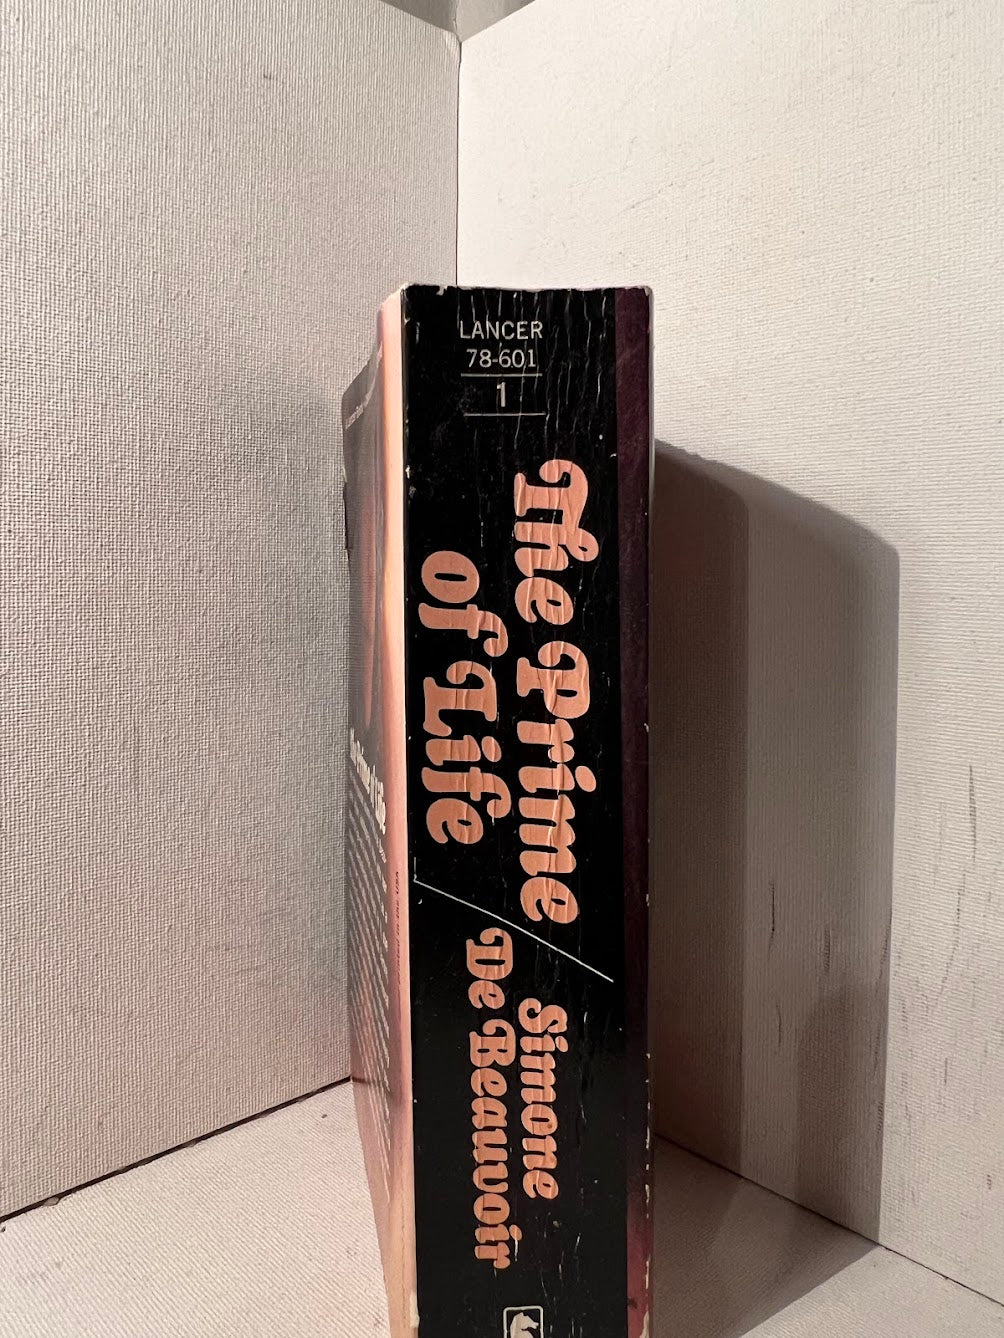 LANCER
78-601
1
The Prime
of Life
Simone
De Beauvoir